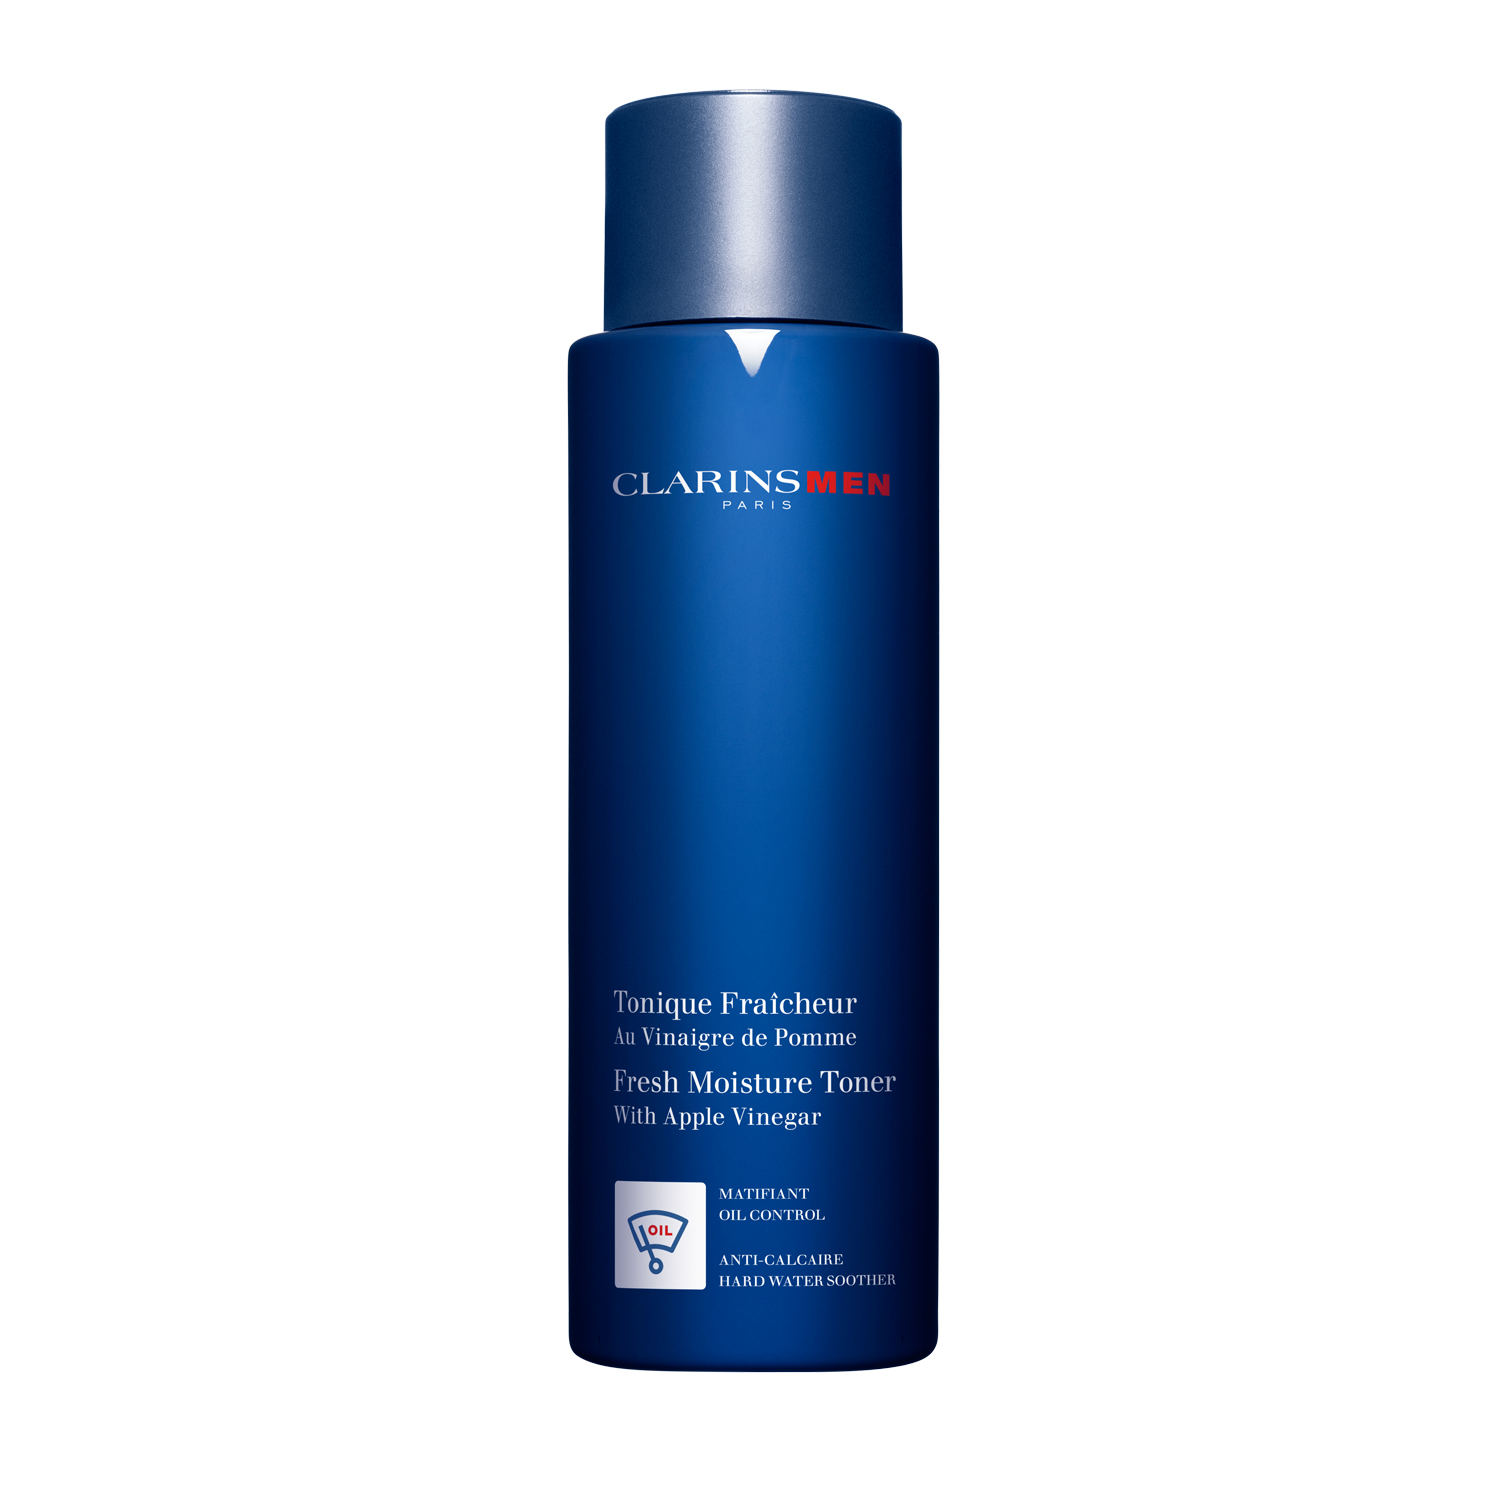 CLARINSMEN
PARIS
Tonique Fraîcheur
Au Vinaigre de Pomme
Fresh Moisture Toner
With Apple Vinegar
OIL
MATIFIANT
OIL CONTROL
ANTI-CALCAIRE
HARD WATER SOOTHER